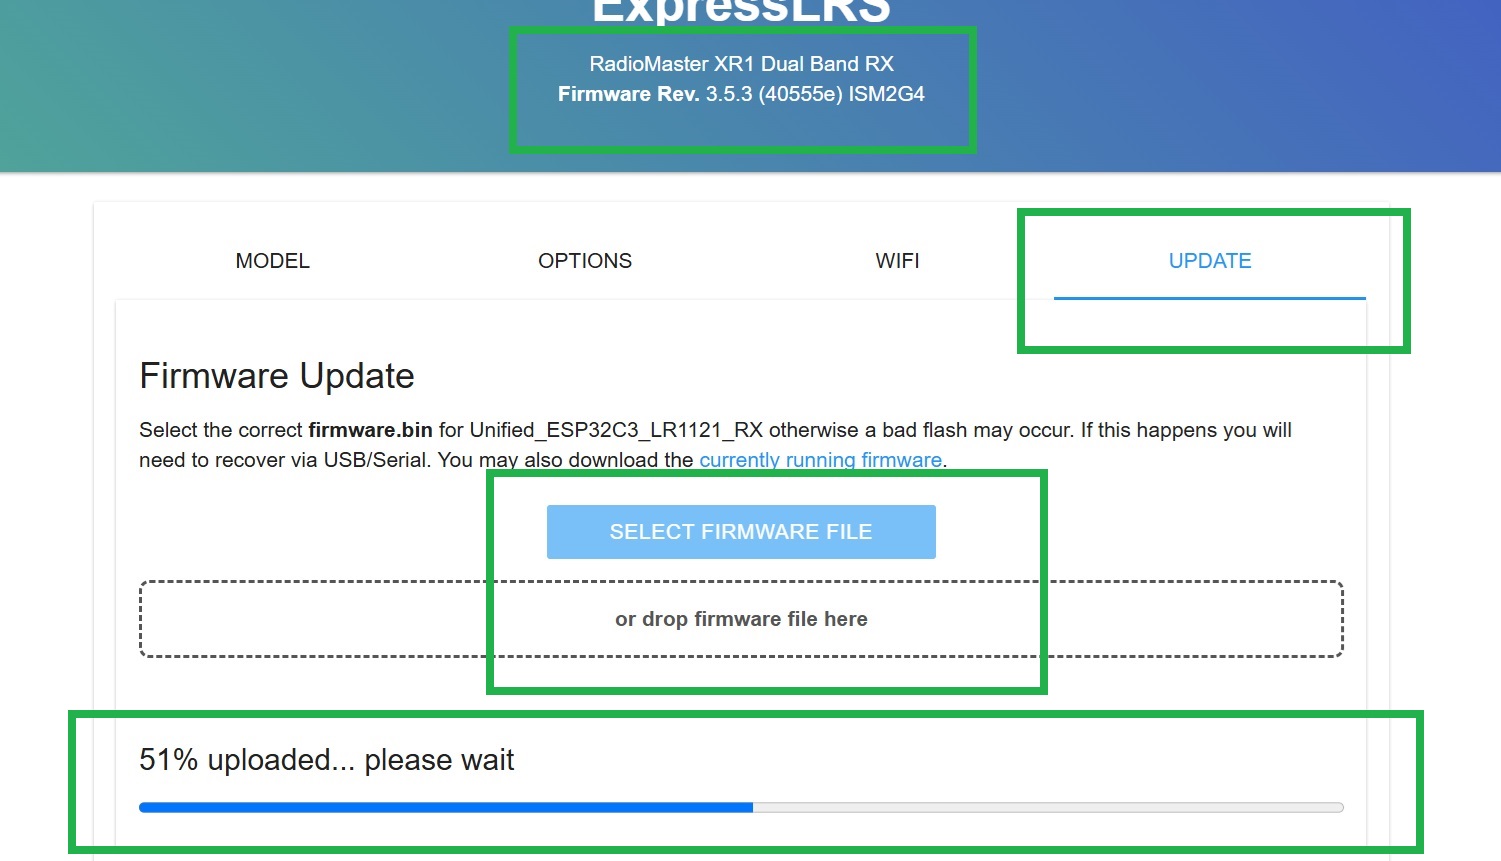 ExpressLRS
RadioMaster XR1 Dual Band RX
Firmware Rev. 3.5.3 (40555e) ISM2G4
MODEL OPTIONS WIFI UPDATE
Firmware Update
Select the correct firmware.bin for Unified_ESP32C3_LR1121_RX otherwise a bad flash may occur. If this happens you will
need to recover via USB/Serial. You may also download the currently running firmware.
SELECT FIRMWARE FILE
or drop firmware file here
51% uploaded... please wait